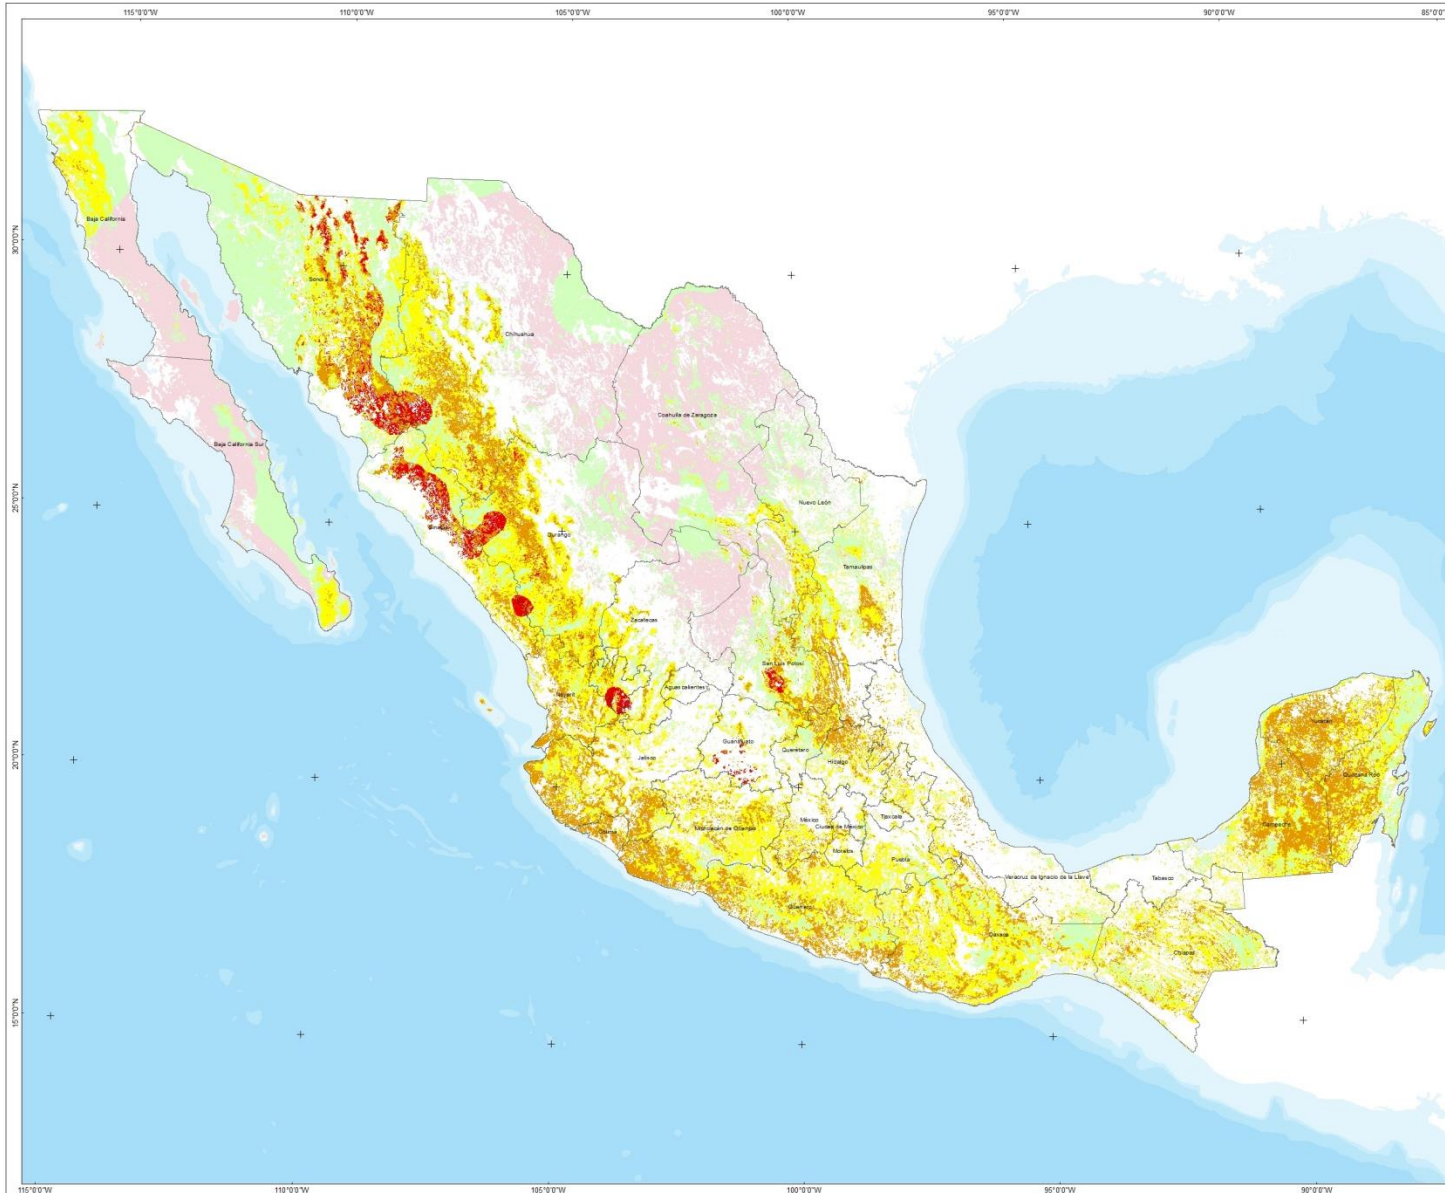 115°0'0"W
110°0'0"W
105°0'0"W
100°0'0"W
95°0'0"W
90°0'0"W
85°0'0"W
Baja California
30°0'0"N
Sonora
Chihuahua
Coahuila de Zaragoza
Baja California Sur
25°0'0"N
Nuevo León
Sinaloa
Durango
Tamaulipas
Zacatecas
San Luis Potosí
Aguascalientes
Nayarit
Yucatán
Guanajuato
20°0'0"N
Querétaro
Jalisco
Hidalgo
Quintana Roo
México
Tlaxcala
Colima
Michoacán de Ocampo
Ciudad de México
Campeche
Morelos
Puebla
Veracruz de Ignacio de la Llave
Tabasco
Guerrero
Oaxaca
Chiapas
15°0'0"N
115°0'0"W
110°0'0"W
105°0'0"W
100°0'0"W
95°0'0"W
90°0'0"W